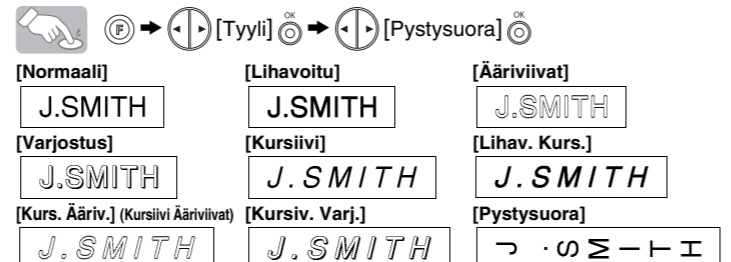 F [Tyyli] OK [Pystysuora] OK
[Normaali] [Lihavoitu] [Ääriviivat]
J.SMITH J.SMITH J.SMITH
[Varjostus] [Kursiivi] [Lihav. Kurs.]
J.SMITH J.SMITH J.SMITH
[Kurs. Ääriv.] (Kursiivi Ääriviivat) [Kursiv. Varj.] [Pystysuora]
J.SMITH J.SMITH J.SMITH